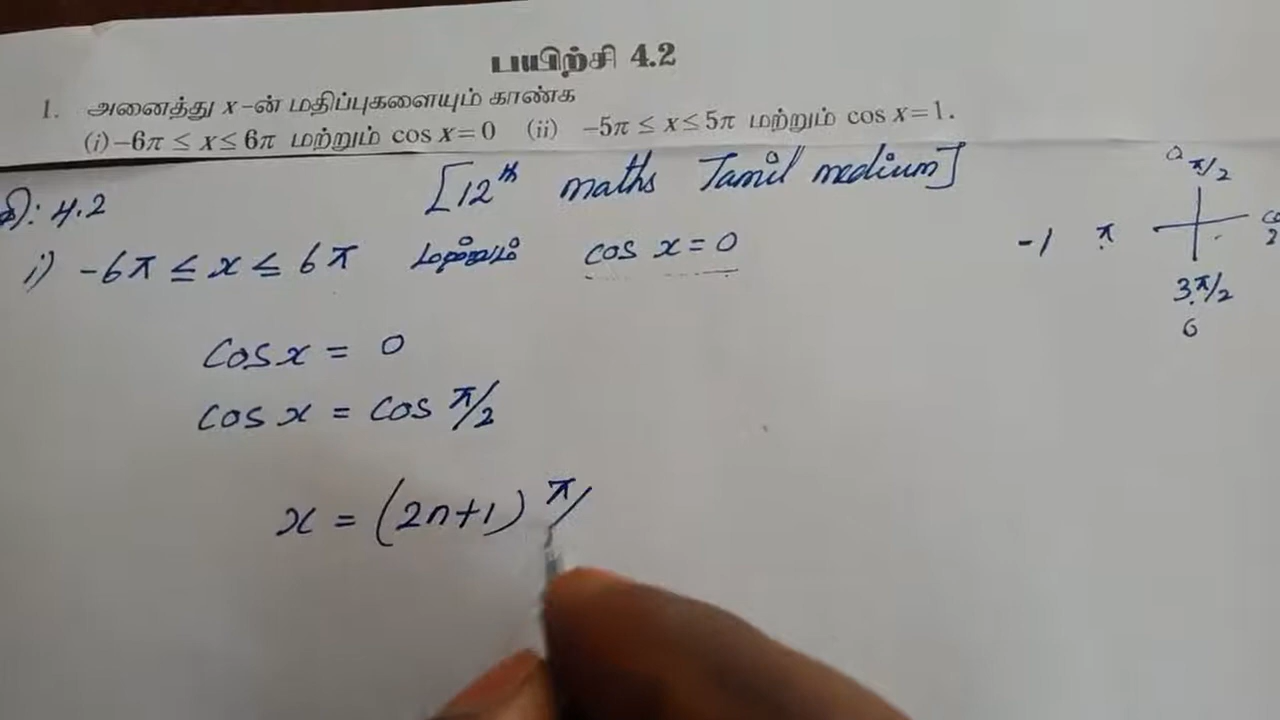 பயிற்சி 4.2
1. அனைத்து x-ன் மதிப்புகளையும் காண்க
(i) -6π ≤ x ≤ 6π மற்றும் cos x=0 (ii) -5π ≤ x ≤ 5π மற்றும் cos x=1.
[12th maths Tamil medium]
4.2
i) -6π ≤ x ≤ 6π மற்றும் cos x = 0
cos x = 0
cos x = cos π/2
x = (2n+1) π/
0
π/2
-1 π
3π/2
0